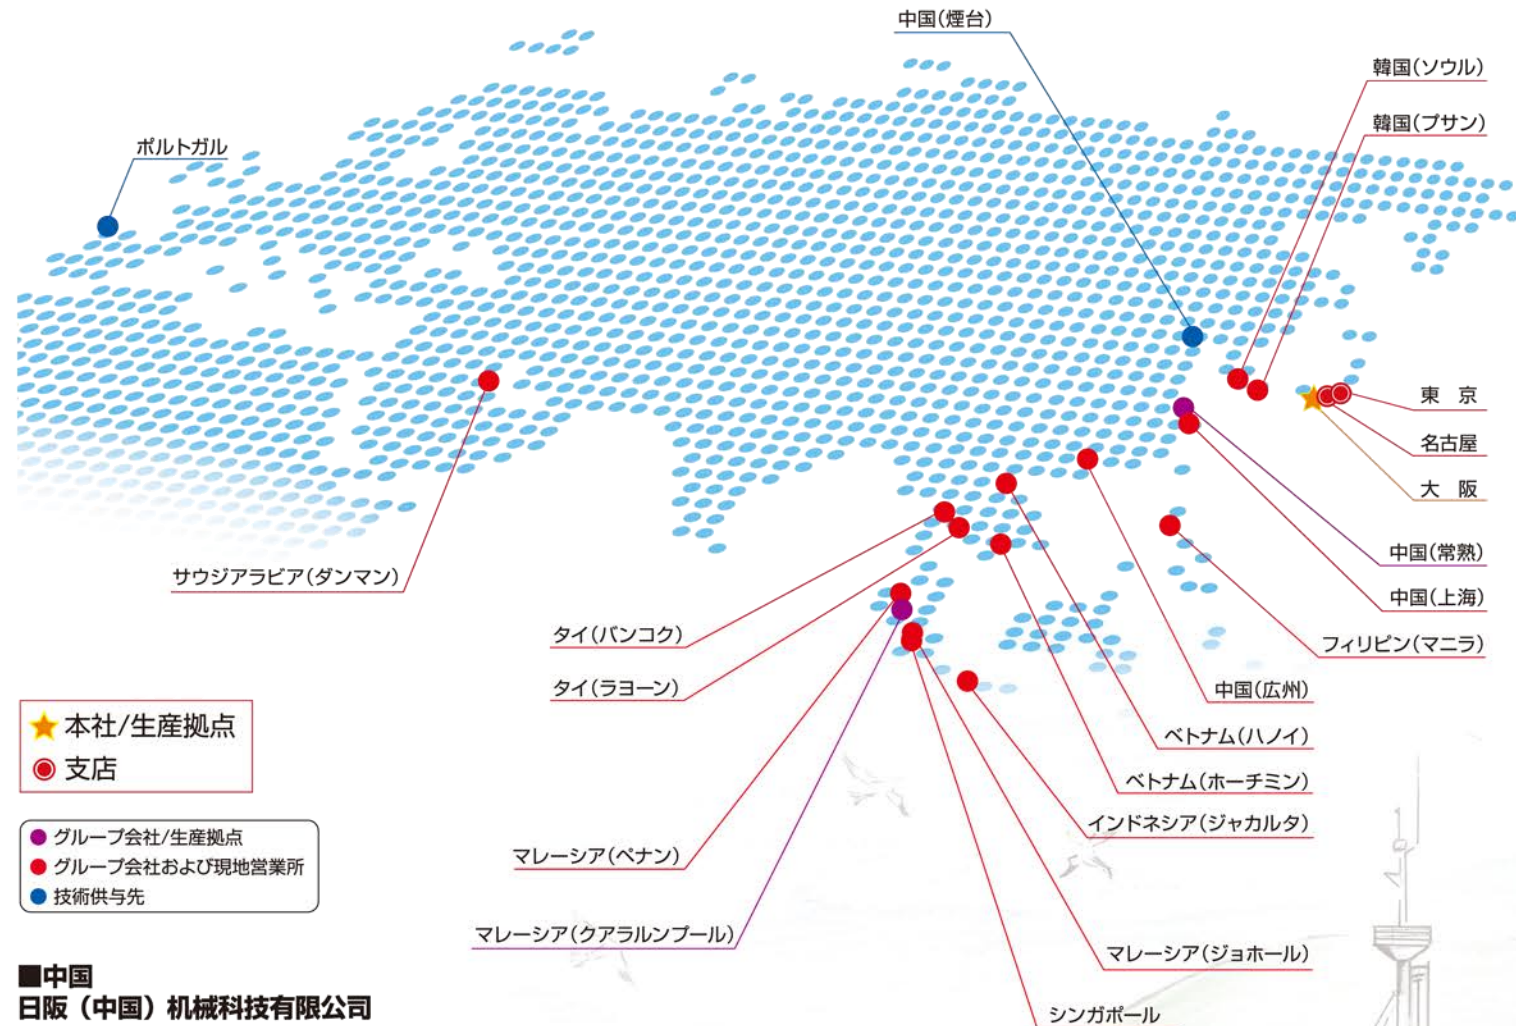 中国(煙台)
韓国(ソウル)
韓国(プサン)
ポルトガル
東　京
名古屋
大　阪
中国(常熟)
サウジアラビア(ダンマン)
中国(上海)
タイ(バンコク)
フィリピン(マニラ)
タイ(ラヨーン)
中国(広州)
ベトナム(ハノイ)
ベトナム(ホーチミン)
インドネシア(ジャカルタ)
マレーシア(ペナン)
マレーシア(クアラルンプール)
マレーシア(ジョホール)
シンガポール
本社/生産拠点
支店
グループ会社/生産拠点
グループ会社および現地営業所
技術供与先
■中国
日阪（中国）机械科技有限公司